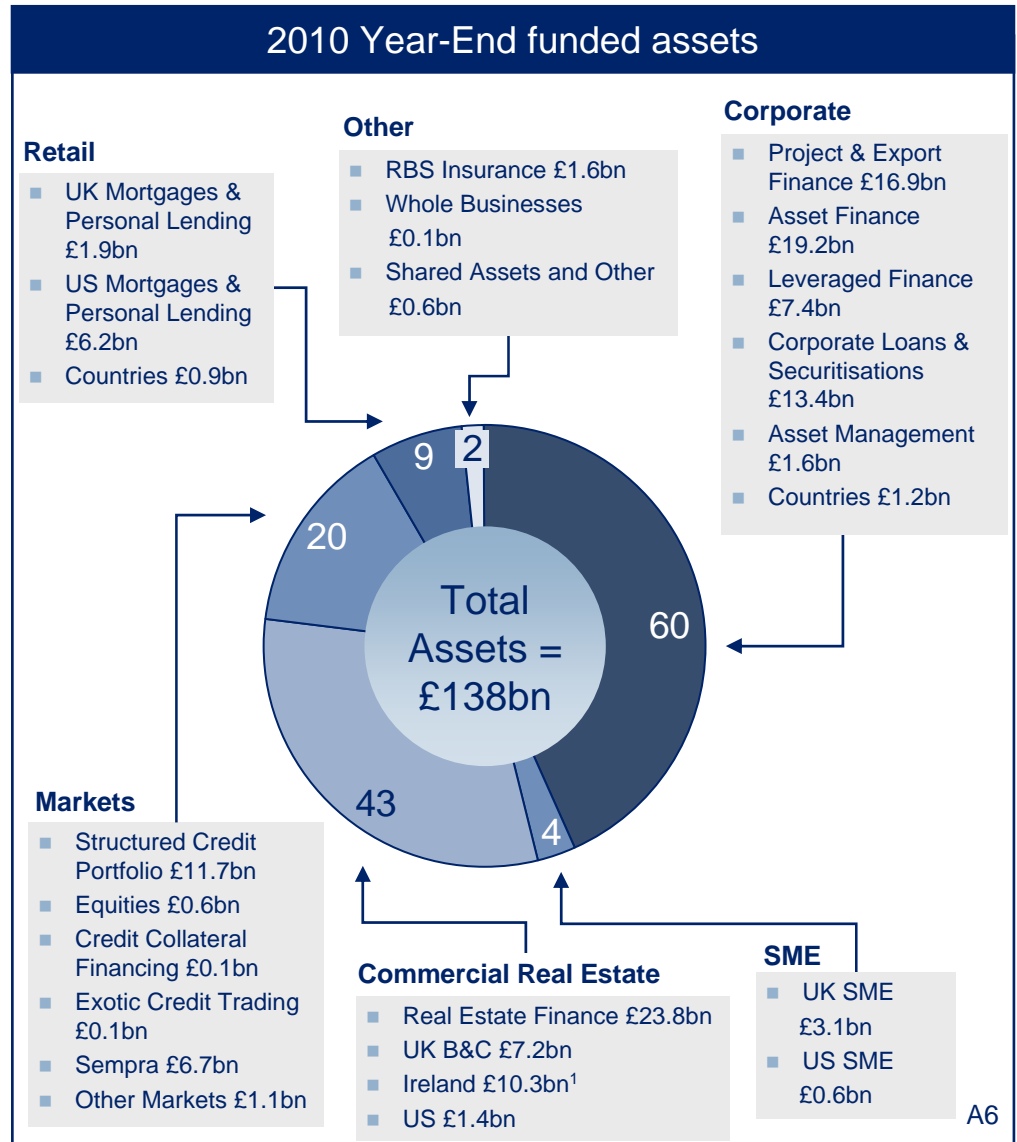 2010 Year-End funded assets
Retail
UK Mortgages &
Personal Lending
£1.9bn
US Mortgages &
Personal Lending
£6.2bn
Countries £0.9bn
Other
RBS Insurance £1.6bn
Whole Businesses
£0.1bn
Shared Assets and Other
£0.6bn
Corporate
Project & Export
Finance £16.9bn
Asset Finance
£19.2bn
Leveraged Finance
£7.4bn
Corporate Loans &
Securitisations
£13.4bn
Asset Management
£1.6bn
Countries £1.2bn
9
2
20
60
43
4
Total
Assets =
£138bn
Markets
Structured Credit
Portfolio £11.7bn
Equities £0.6bn
Credit Collateral
Financing £0.1bn
Exotic Credit Trading
£0.1bn
Sempra £6.7bn
Other Markets £1.1bn
Commercial Real Estate
Real Estate Finance £23.8bn
UK B&C £7.2bn
Ireland £10.3bn¹
US £1.4bn
SME
UK SME
£3.1bn
US SME
£0.6bn
A6